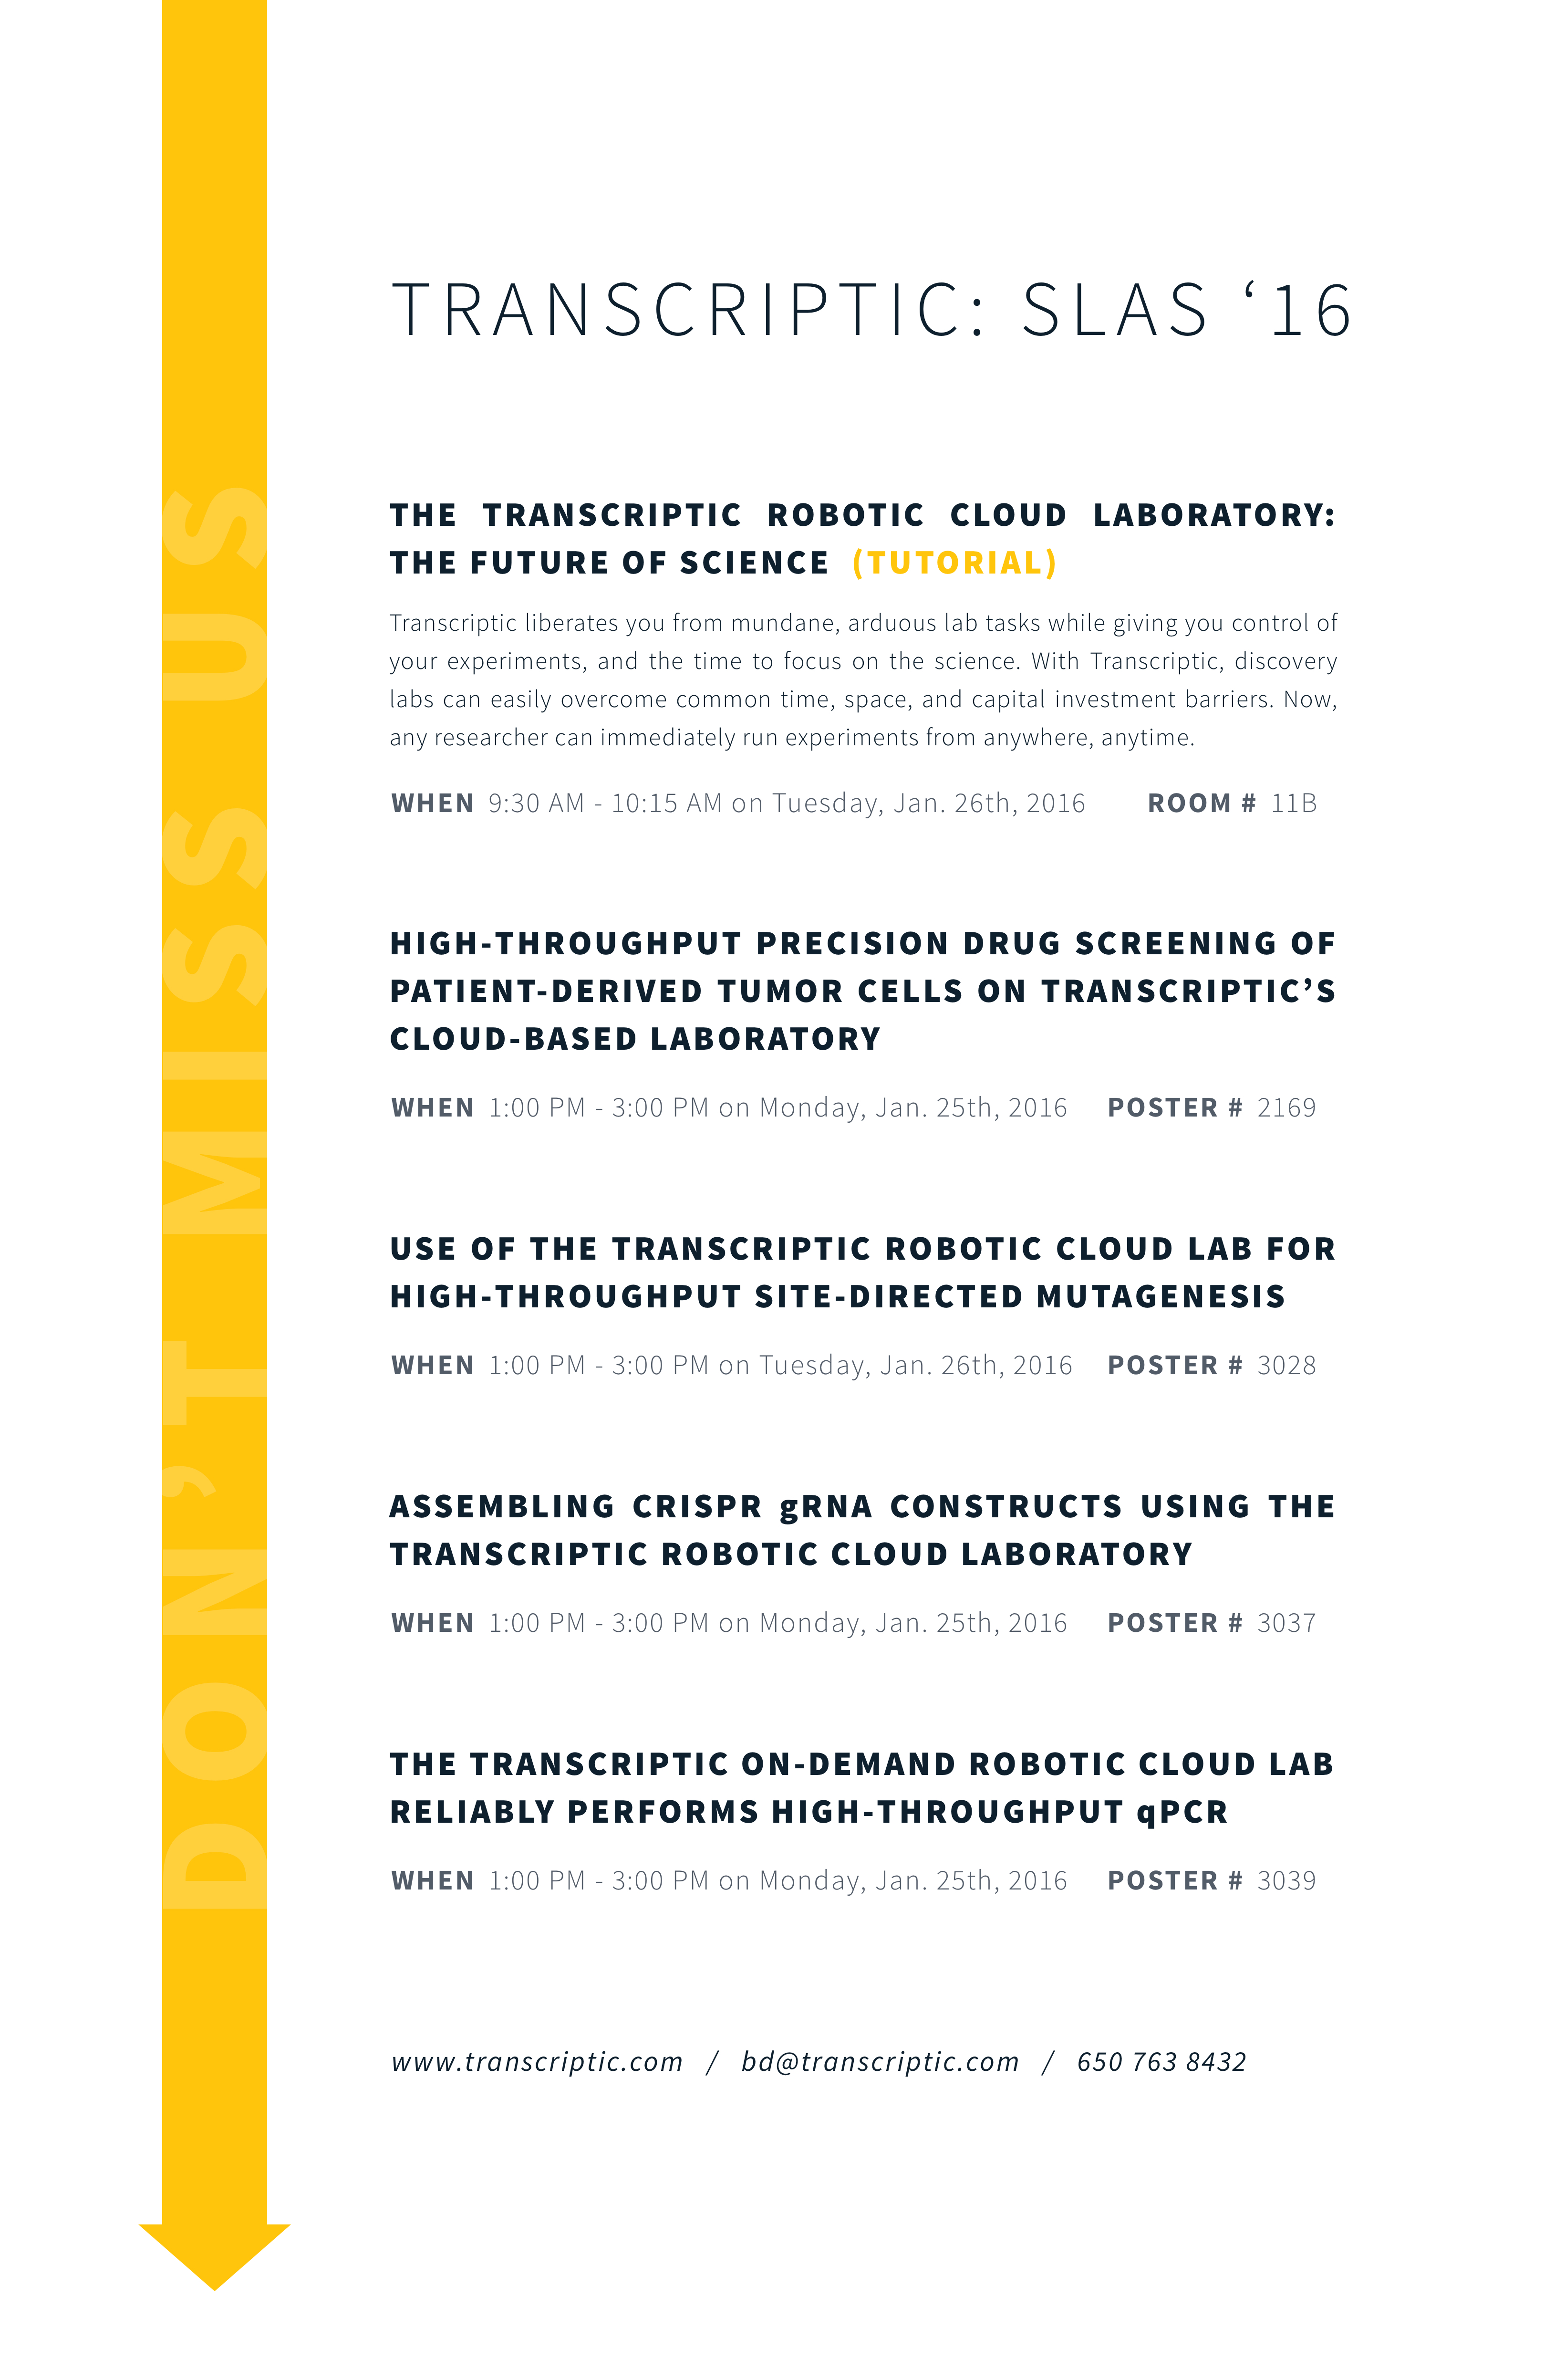 DON'T MISS US
TRANSCRIPTIC: SLAS ‘16
THE TRANSCRIPTIC ROBOTIC CLOUD LABORATORY:
THE FUTURE OF SCIENCE (TUTORIAL)
Transcriptic liberates you from mundane, arduous lab tasks while giving you control of
your experiments, and the time to focus on the science. With Transcriptic, discovery
labs can easily overcome common time, space, and capital investment barriers. Now,
any researcher can immediately run experiments from anywhere, anytime.
WHEN 9:30 AM - 10:15 AM on Tuesday, Jan. 26th, 2016 ROOM # 11B
HIGH-THROUGHPUT PRECISION DRUG SCREENING OF
PATIENT-DERIVED TUMOR CELLS ON TRANSCRIPTIC’S
CLOUD-BASED LABORATORY
WHEN 1:00 PM - 3:00 PM on Monday, Jan. 25th, 2016 POSTER # 2169
USE OF THE TRANSCRIPTIC ROBOTIC CLOUD LAB FOR
HIGH-THROUGHPUT SITE-DIRECTED MUTAGENESIS
WHEN 1:00 PM - 3:00 PM on Tuesday, Jan. 26th, 2016 POSTER # 3028
ASSEMBLING CRISPR gRNA CONSTRUCTS USING THE
TRANSCRIPTIC ROBOTIC CLOUD LABORATORY
WHEN 1:00 PM - 3:00 PM on Monday, Jan. 25th, 2016 POSTER # 3037
THE TRANSCRIPTIC ON-DEMAND ROBOTIC CLOUD LAB
RELIABLY PERFORMS HIGH-THROUGHPUT qPCR
WHEN 1:00 PM - 3:00 PM on Monday, Jan. 25th, 2016 POSTER # 3039
www.transcriptic.com / bd@transcriptic.com / 650 763 8432